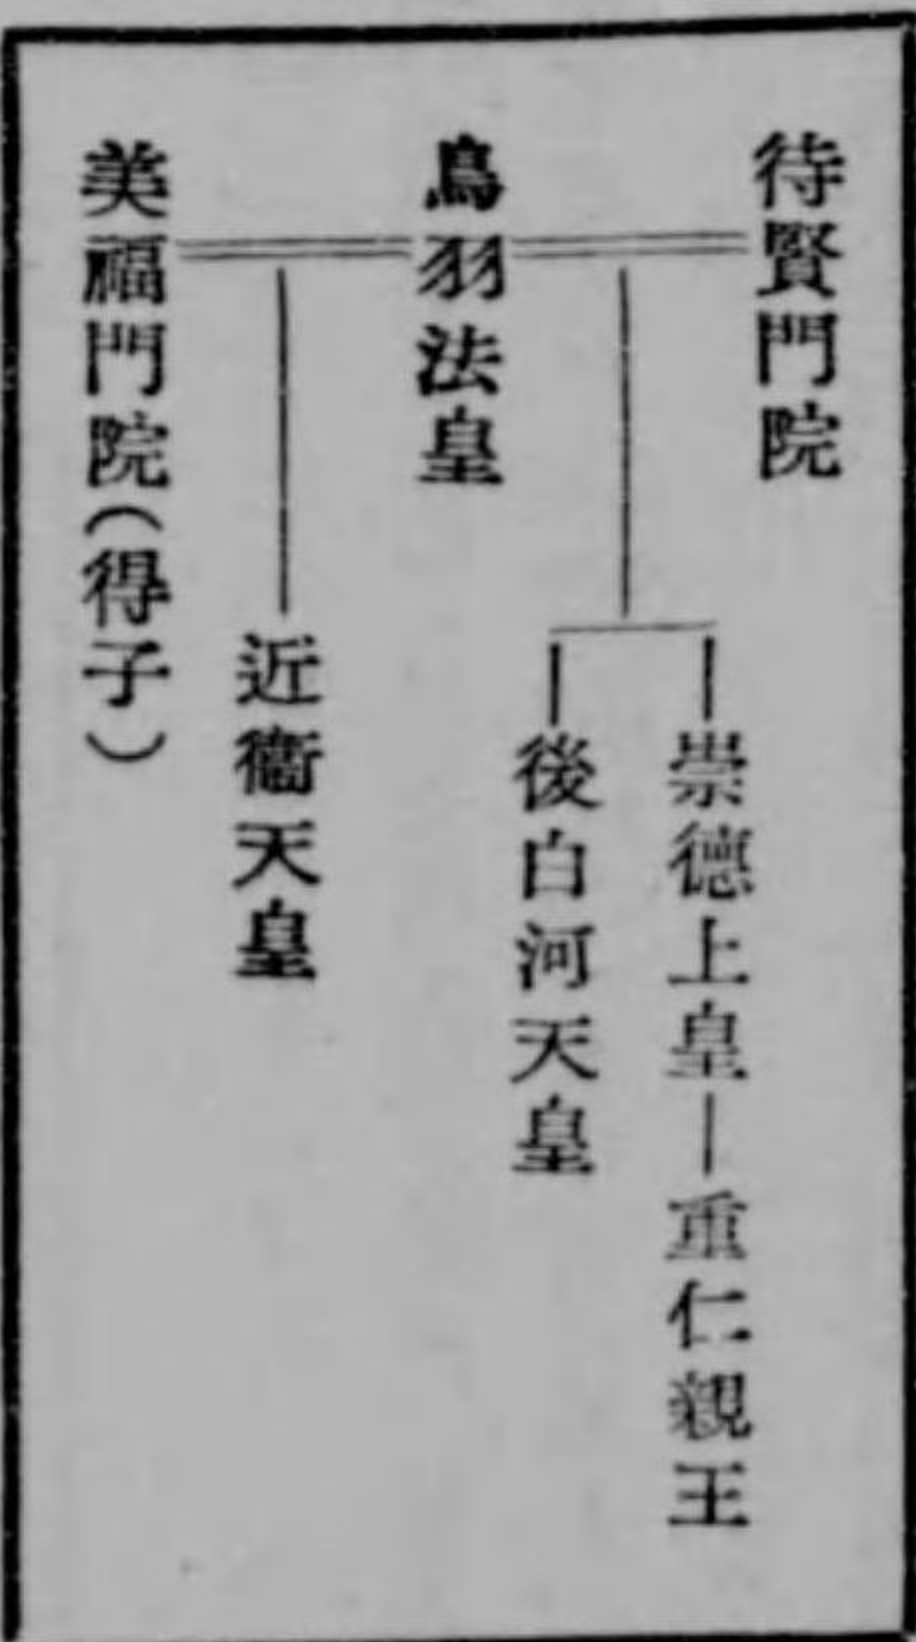 待賢門院
崇德上皇
重仁親王
後白河天皇
鳥羽法皇
近衞天皇
美福門院(得子)